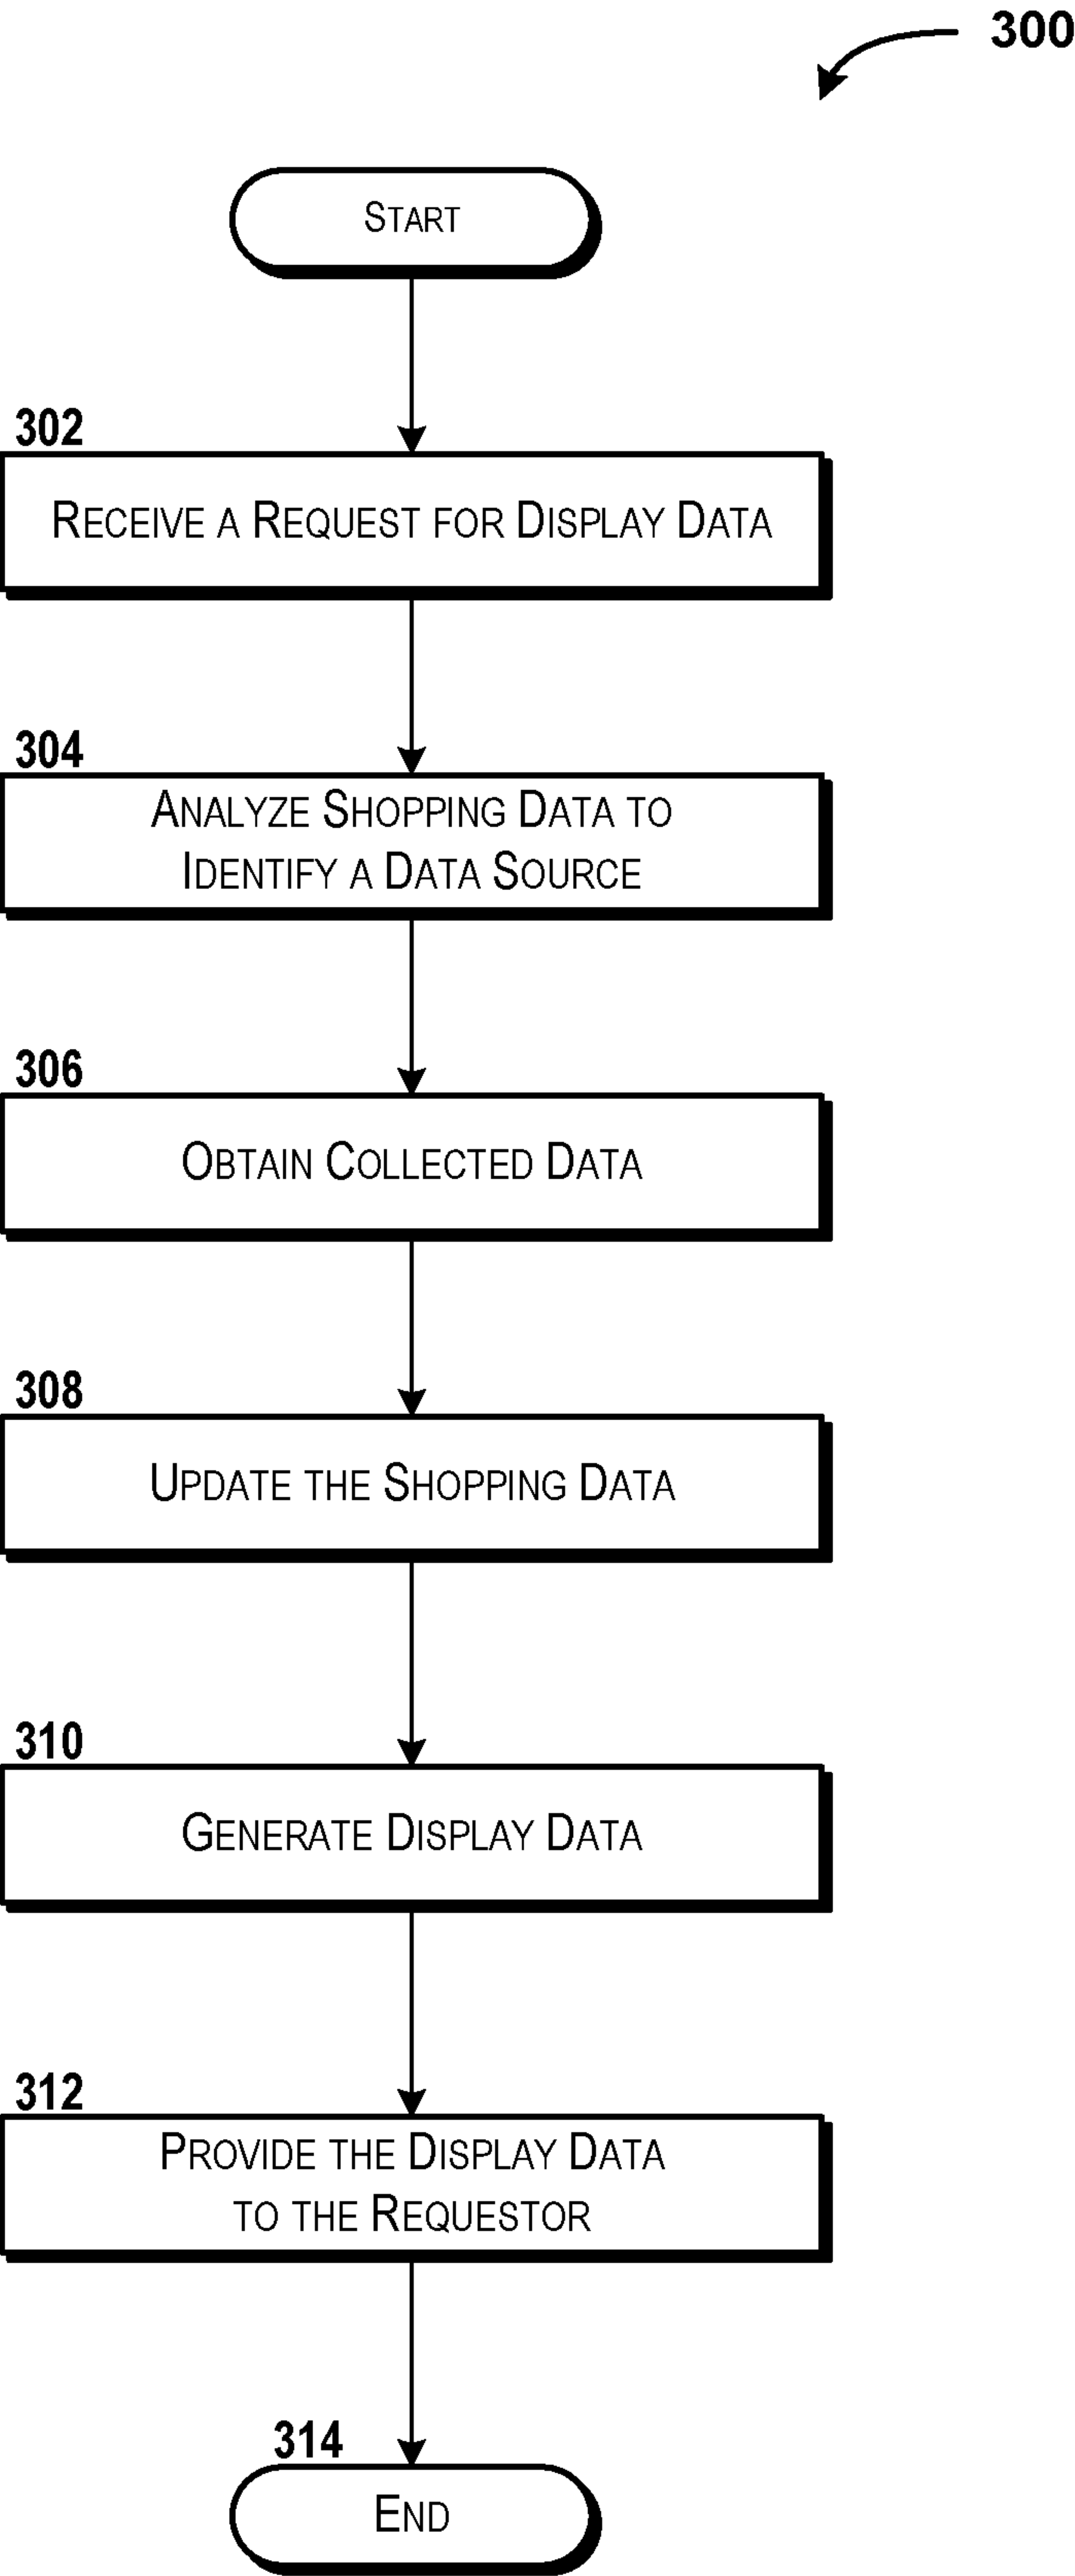 300
START
302
RECEIVE A REQUEST FOR DISPLAY DATA
304
ANALYZE SHOPPING DATA TO
IDENTIFY A DATA SOURCE
306
OBTAIN COLLECTED DATA
308
UPDATE THE SHOPPING DATA
310
GENERATE DISPLAY DATA
312
PROVIDE THE DISPLAY DATA
TO THE REQUESTOR
314
END